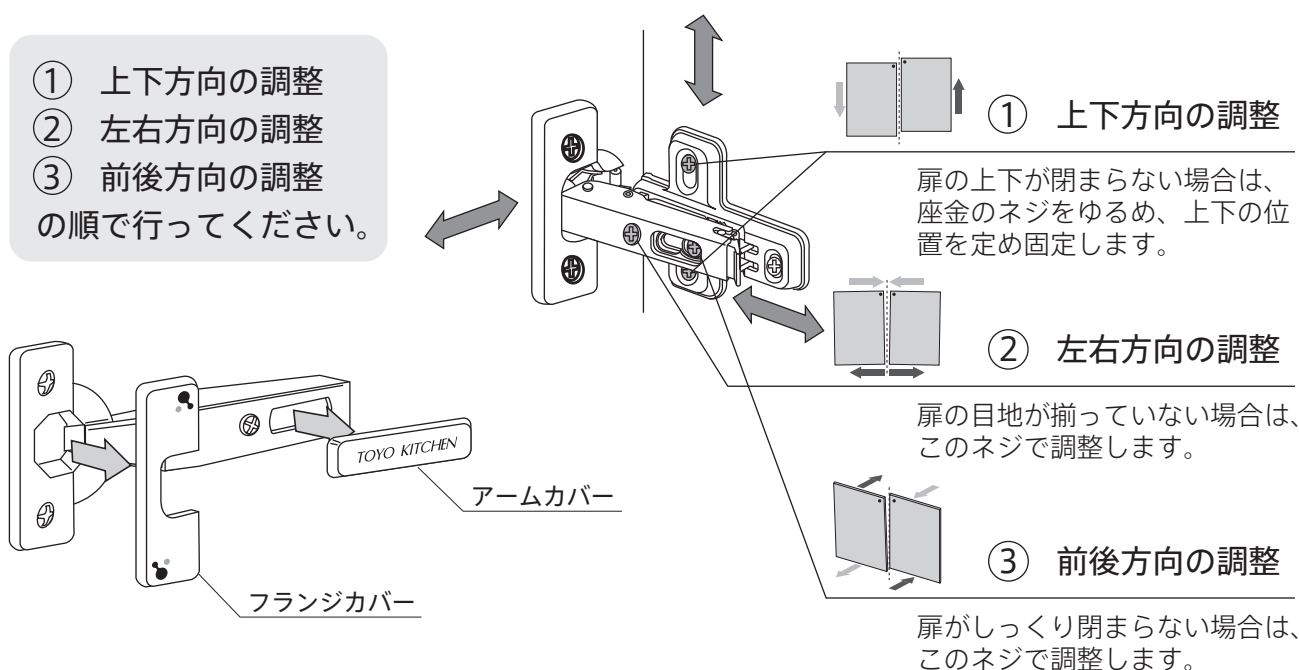 ① 上下方向の調整
② 左右方向の調整
③ 前後方向の調整
の順で行ってください。
① 上下方向の調整
扉の上下が閉まらない場合は、
座金のネジをゆるめ、上下の位
置を定め固定します。
② 左右方向の調整
扉の目地が揃っていない場合は、
このネジで調整します。
③ 前後方向の調整
扉がしっくり閉まらない場合は、
このネジで調整します。
TOYO KITCHEN
アームカバー
フランジカバー